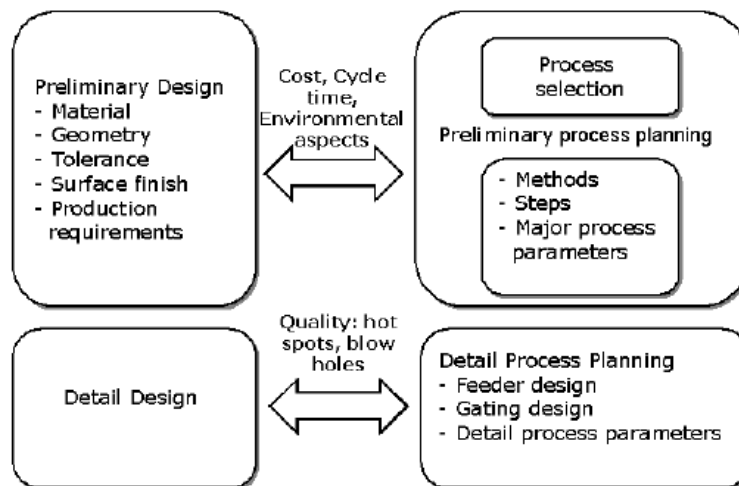 Preliminary Design
- Material
- Geometry
- Tolerance
- Surface finish
- Production
requirements
Cost, Cycle
time,
Environmental
aspects
Process
selection
Preliminary process planning
- Methods
- Steps
- Major process
parameters
Detail Design
Quality: hot
spots, blow
holes
Detail Process Planning
- Feeder design
- Gating design
- Detail process parameters